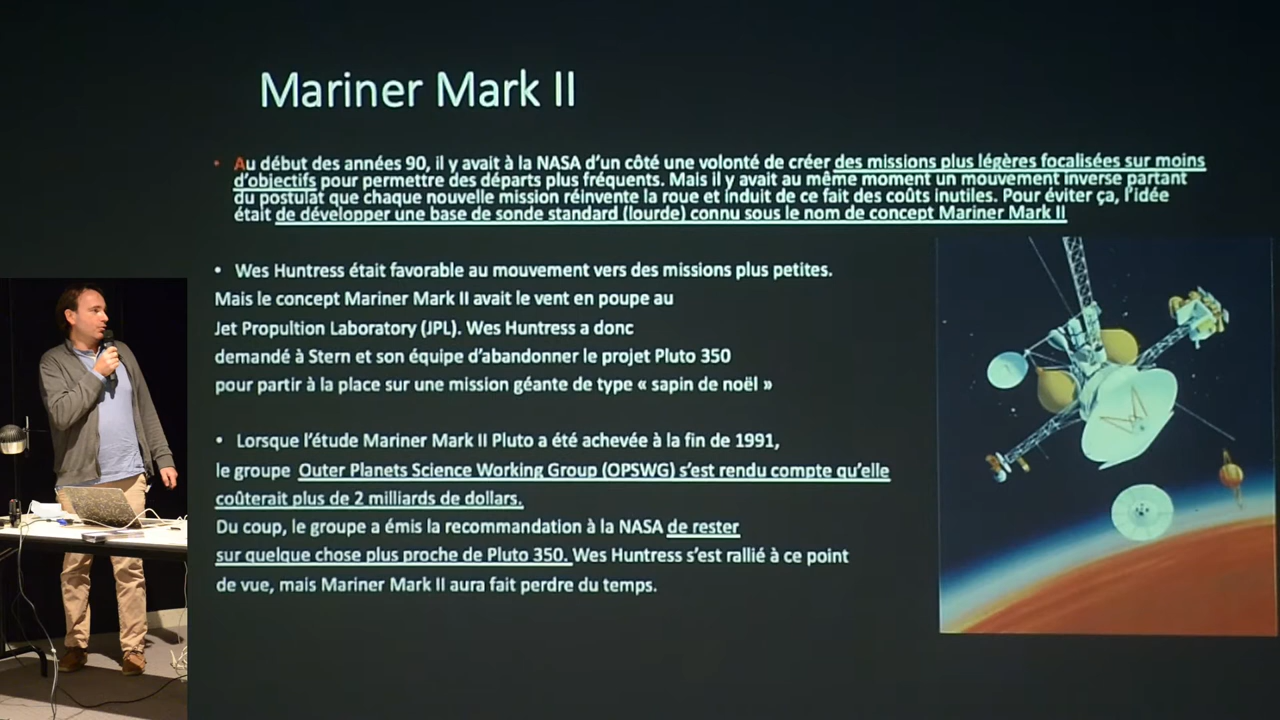 Mariner Mark II
• Au début des années 90, il y avait à la NASA d'un côté une volonté de créer des missions plus légères focalisées sur moins
d'objectifs pour permettre des départs plus fréquents. Mais il y avait au même moment un mouvement inverse partant
du postulat que chaque nouvelle mission réinvente la roue et induit de ce fait des coûts inutiles. Pour éviter ça, l'idée
était de développer une base de sonde standard (lourde) connu sous le nom de concept Mariner Mark II
• Wes Huntress était favorable au mouvement vers des missions plus petites.
Mais le concept Mariner Mark II avait le vent en poupe au
Jet Propultion Laboratory (JPL). Wes Huntress a donc
demandé à Stern et son équipe d'abandonner le projet Pluto 350
pour partir à la place sur une mission géante de type « sapin de noël »
• Lorsque l'étude Mariner Mark II Pluto a été achevée à la fin de 1991,
le groupe Outer Planets Science Working Group (OPSWG) s'est rendu compte qu'elle
coûterait plus de 2 milliards de dollars.
Du coup, le groupe a émis la recommandation à la NASA de rester
sur quelque chose plus proche de Pluto 350. Wes Huntress s'est rallié à ce point
de vue, mais Mariner Mark II aura fait perdre du temps.